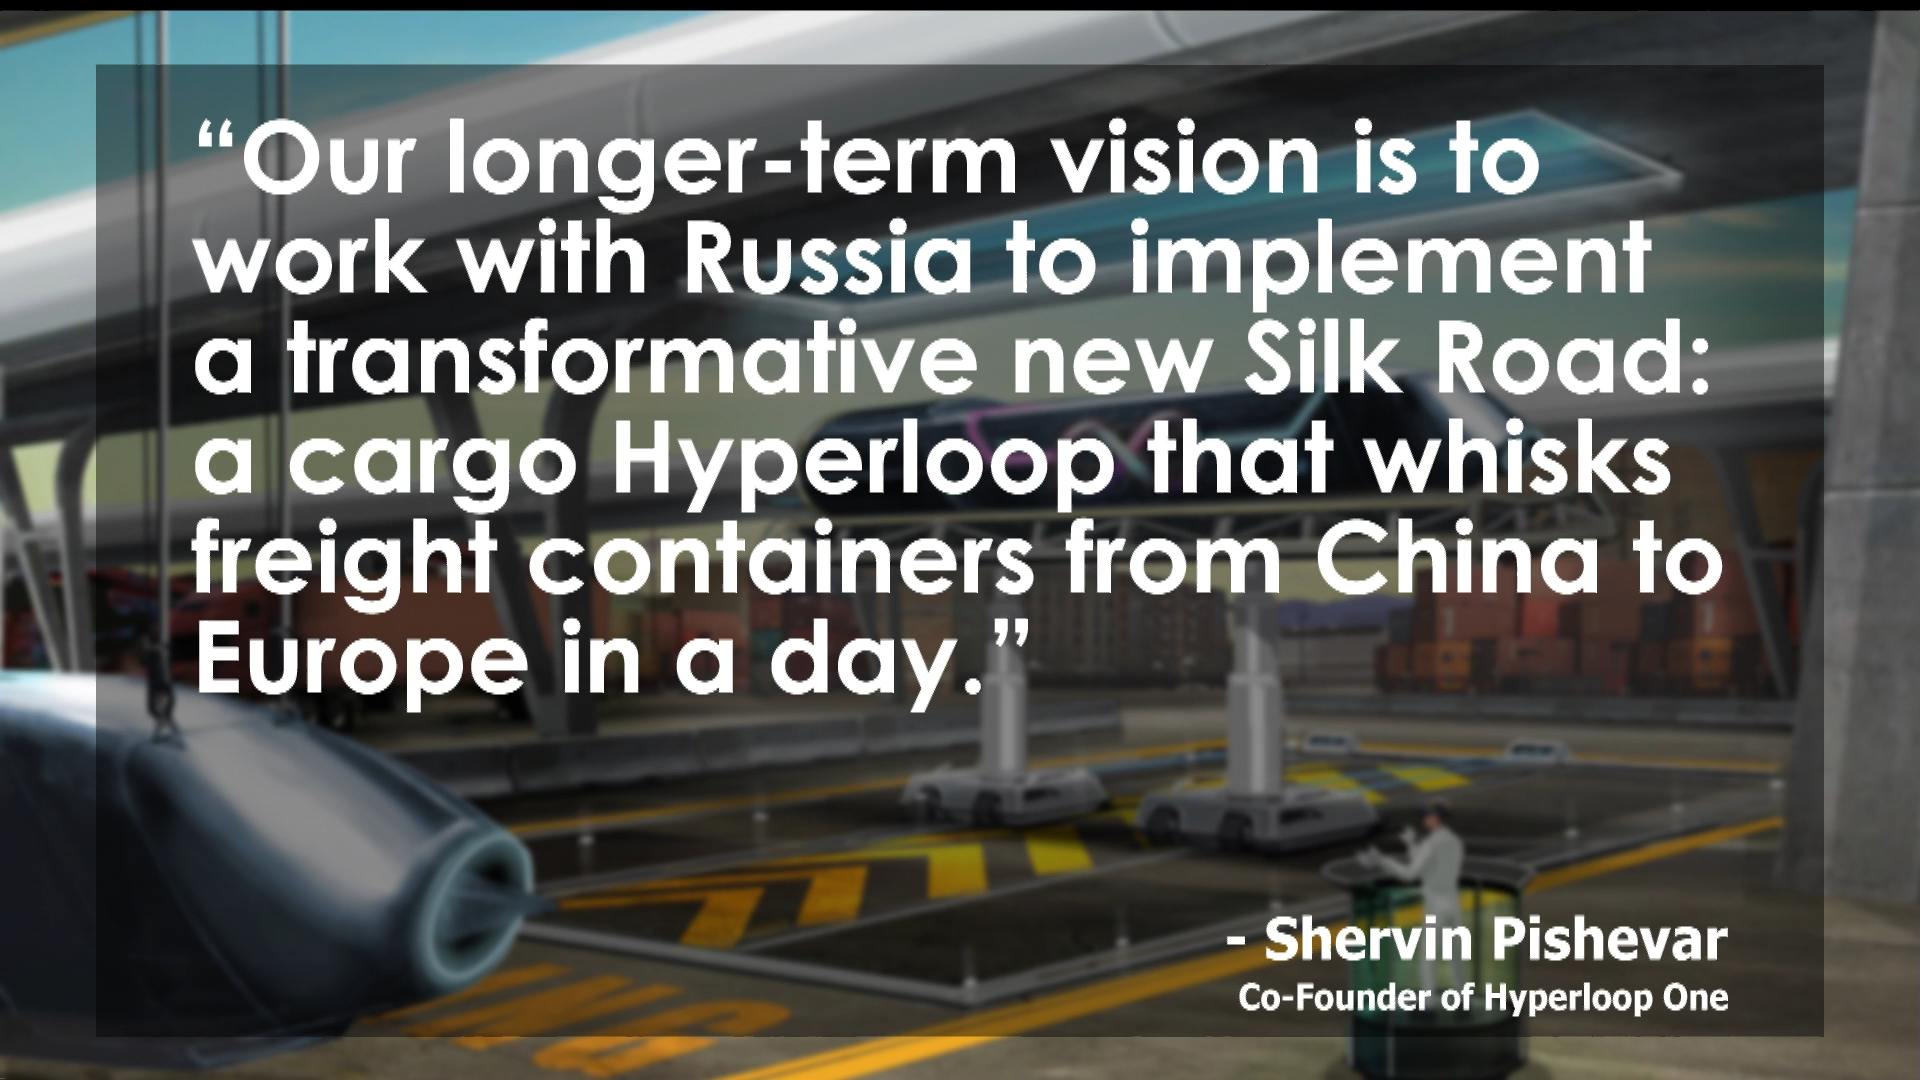 “Our longer-term vision is to
work with Russia to implement
a transformative new Silk Road:
a cargo Hyperloop that whisks
freight containers from China to
Europe in a day.”
- Shervin Pishevar
Co-Founder of Hyperloop One